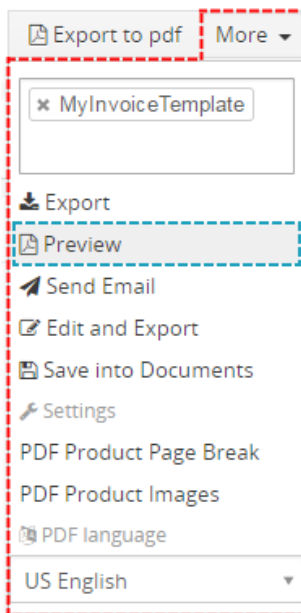 Export to pdf More
MyInvoiceTemplate
Export
Preview
Send Email
Edit and Export
Save into Documents
Settings
PDF Product Page Break
PDF Product Images
PDF language
US English